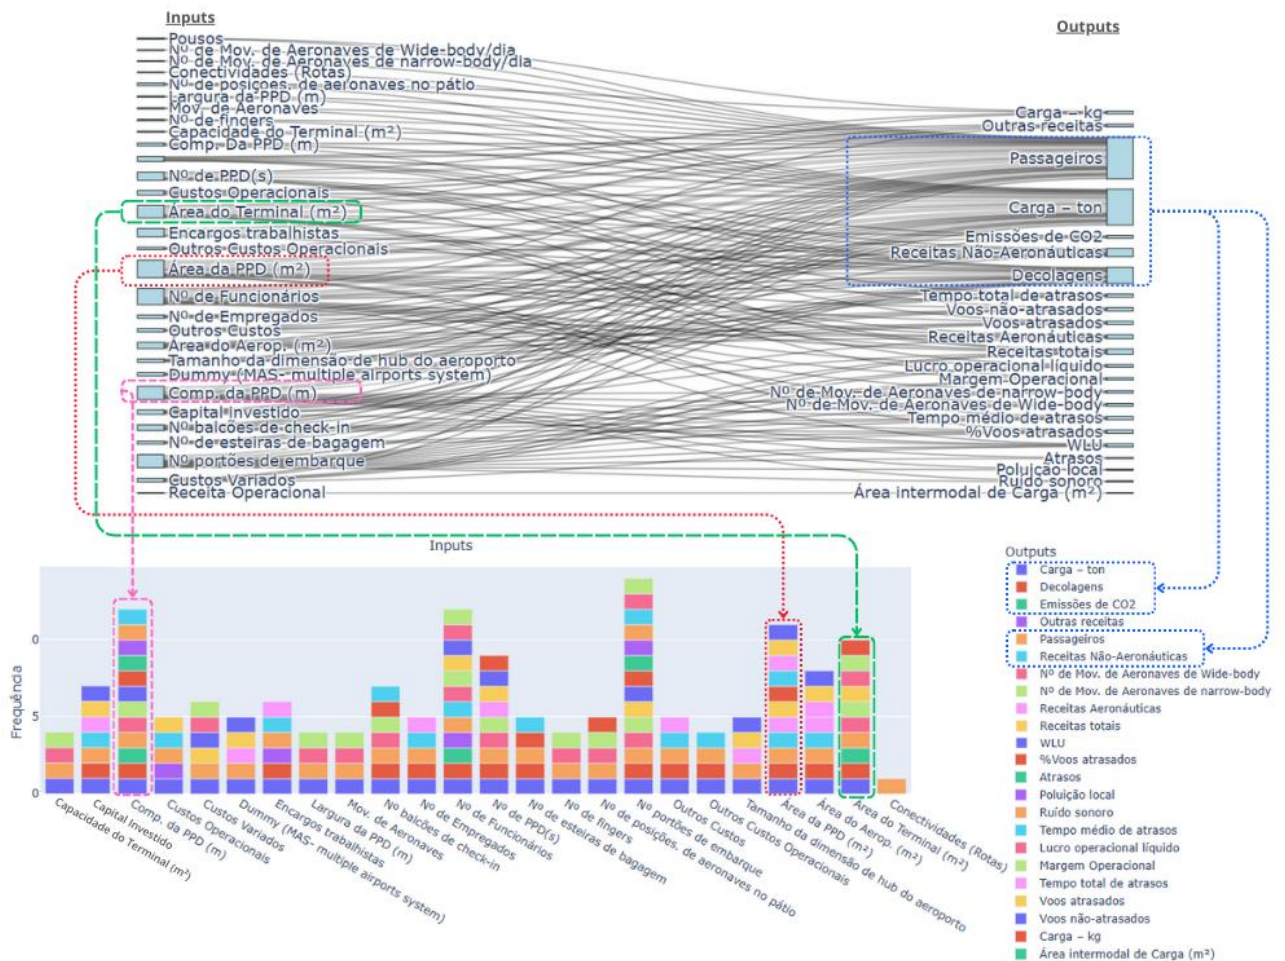 Inputs
Pousos
Nº de Mov. de Aeronaves de Wide-body/dia
Nº de Mov. de Aeronaves de narrow-body/dia
Conectividades (Rotas)
Nº de posições. de aeronaves no pátio
Largura da PPD (m)
Mov. de Aeronaves
Nº de fingers
Capacidade do Terminal (m²)
Comp. Da PPD (m)
Nº de PPD(s)
Custos Operacionais
Área do Terminal (m²)
Encargos trabalhistas
Outros Custos Operacionais
Área da PPD (m²)
Nº de Funcionários
Nº de Empregados
Outros Custos
Área do Aerop. (m²)
Tamanho da dimensão de hub do aeroporto
Dummy (MAS- multiple airports system)
Comp. da PPD (m)
Capital Investido
Nº balcões de check-in
Nº de esteiras de bagagem
Nº portões de embarque
Custos Variados
Receita Operacional
Outputs
Carga – kg
Outras receitas
Passageiros
Carga – ton
Emissões de CO2
Receitas Não-Aeronáuticas
Decolagens
Tempo total de atrasos
Voos não-atrasados
Voos atrasados
Receitas Aeronáuticas
Receitas totais
Lucro operacional líquido
Margem Operacional
Nº de Mov. de Aeronaves de narrow-body
Nº de Mov. de Aeronaves de Wide-body
Tempo médio de atrasos
%Voos atrasados
WLU
Atrasos
Poluição local
Ruído sonoro
Área intermodal de Carga (m²)
Inputs
Frequência
0
5
0
Capacidade do Terminal (m²)
Capital Investido
Comp. da PPD (m)
Custos Operacionais
Custos Variados
Dummy (MAS- multiple airports system)
Encargos trabalhistas
Largura da PPD (m)
Mov. de Aeronaves
Nº balcões de check-in
Nº de Empregados
Nº de Funcionários
Nº de PPD(s)
Nº de esteiras de bagagem
Nº de fingers
Nº de posições. de aeronaves no pátio
Nº portões de embarque
Outros Custos
Outros Custos Operacionais
Tamanho da dimensão de hub do aeroporto
Área da PPD (m²)
Área do Aerop. (m²)
Área do Terminal (m²)
Conectividades (Rotas)
Outputs
Carga – ton
Decolagens
Emissões de CO2
Outras receitas
Passageiros
Receitas Não-Aeronáuticas
Nº de Mov. de Aeronaves de Wide-body
Nº de Mov. de Aeronaves de narrow-body
Receitas Aeronáuticas
Receitas totais
WLU
%Voos atrasados
Atrasos
Poluição local
Ruído sonoro
Tempo médio de atrasos
Lucro operacional líquido
Margem Operacional
Tempo total de atrasos
Voos atrasados
Voos não-atrasados
Carga – kg
Área intermodal de Carga (m²)